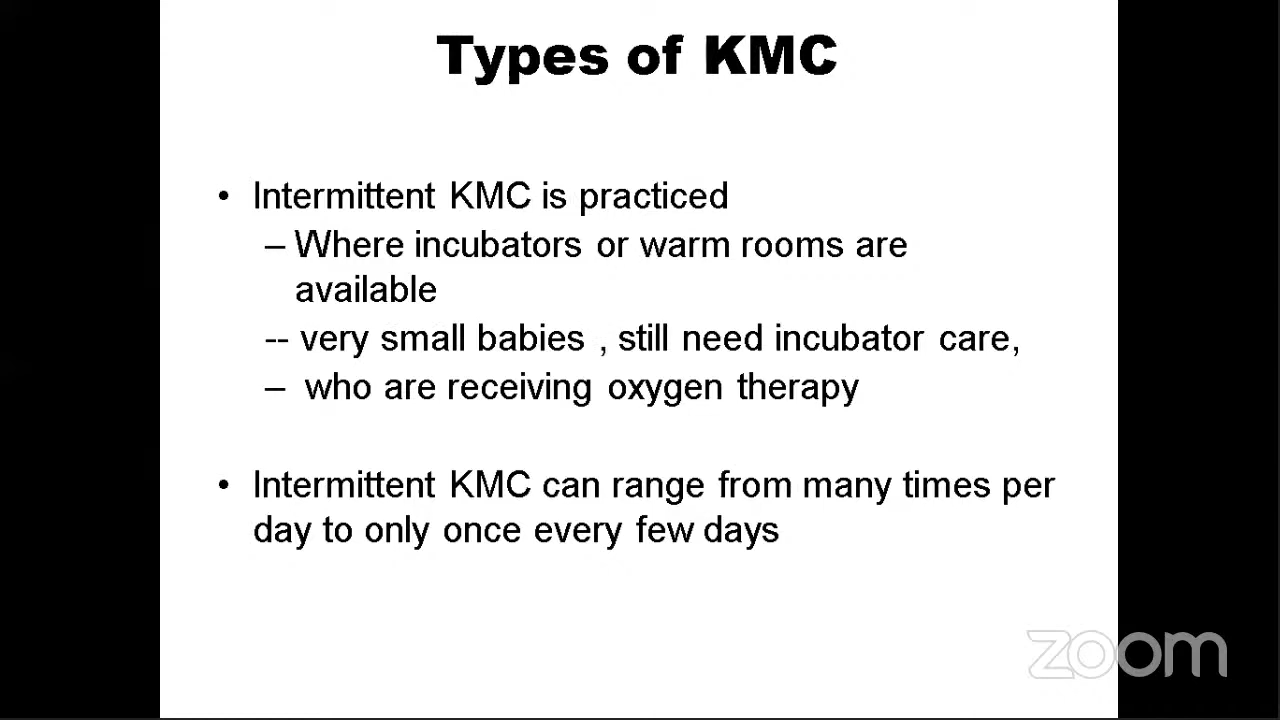 Types of KMC
• Intermittent KMC is practiced
– Where incubators or warm rooms are
available
-- very small babies , still need incubator care,
– who are receiving oxygen therapy
• Intermittent KMC can range from many times per
day to only once every few days
zoom